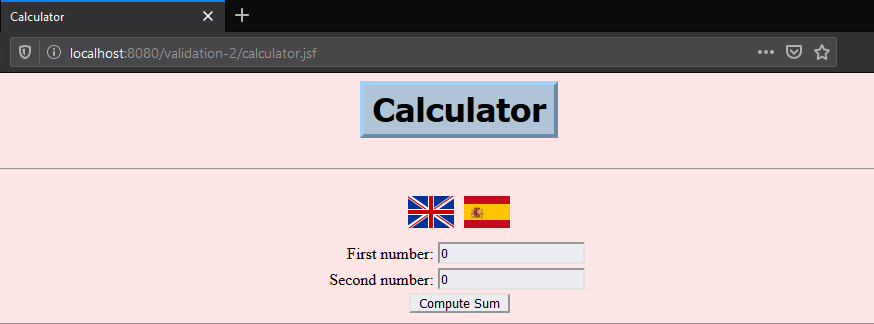 Calculator
localhost:8080/validation-2/calculator.jsf
Calculator
First number: 0
Second number: 0
Compute Sum